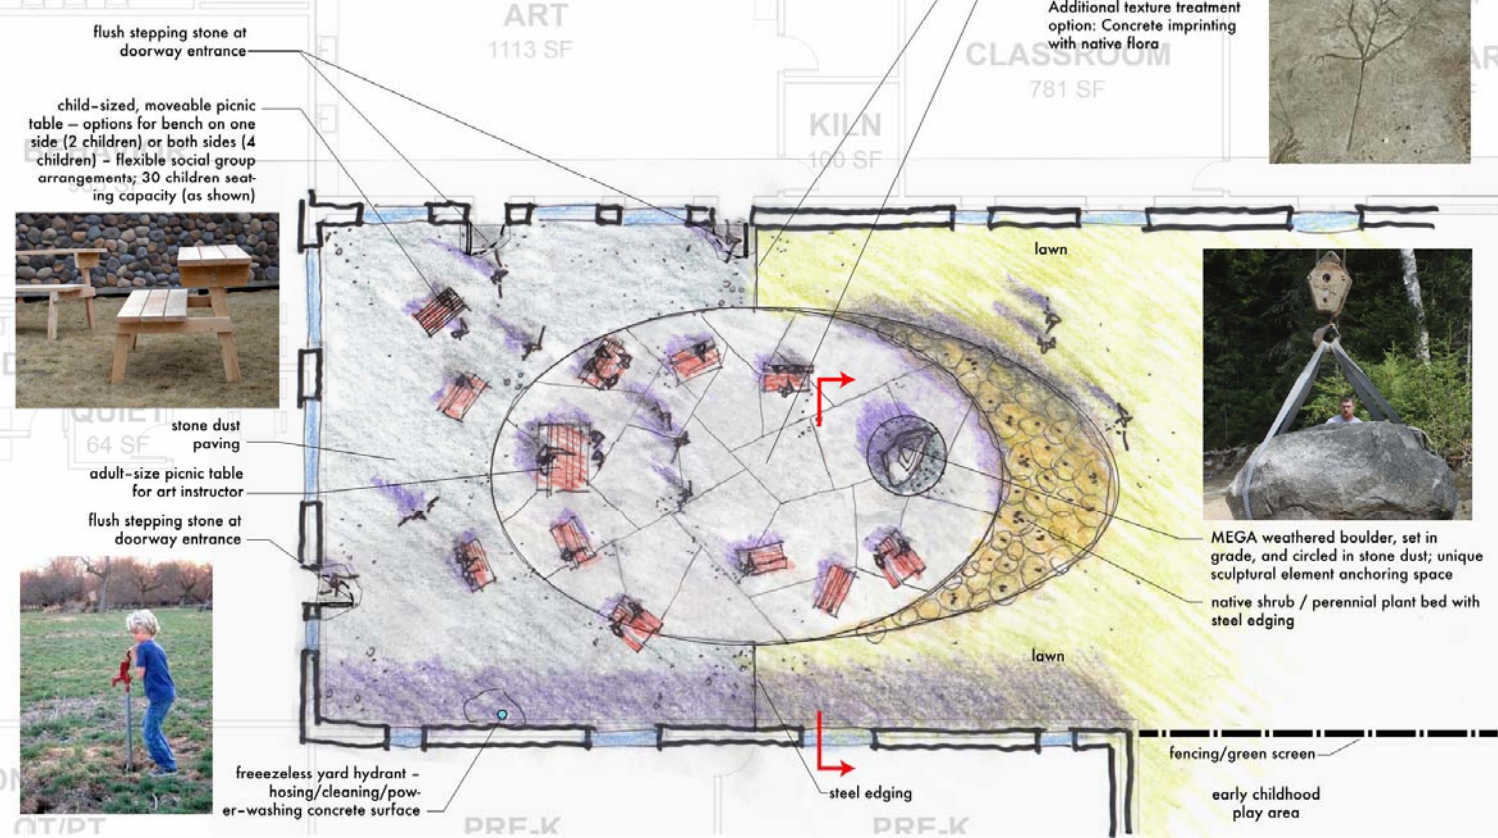 ART
1113 SF
flush stepping stone at
doorway entrance
Additional texture treatment
option: Concrete imprinting
with native flora
CLASSROOM
781 SF
child-sized, moveable picnic
table – options for bench on one
side (2 children) or both sides (4
children) – flexible social group
arrangements; 30 children seat-
ing capacity (as shown)
KILN
100 SF
lawn
QUIET
64 SF
stone dust
paving
adult-size picnic table
for art instructor
flush stepping stone at
doorway entrance
MEGA weathered boulder, set in
grade, and circled in stone dust; unique
sculptural element anchoring space
native shrub / perennial plant bed with
steel edging
lawn
fencing/green screen
freeezeless yard hydrant –
hosing/cleaning/pow-
er-washing concrete surface
steel edging
early childhood
play area
OT/PT
PRE-K
PRE-K